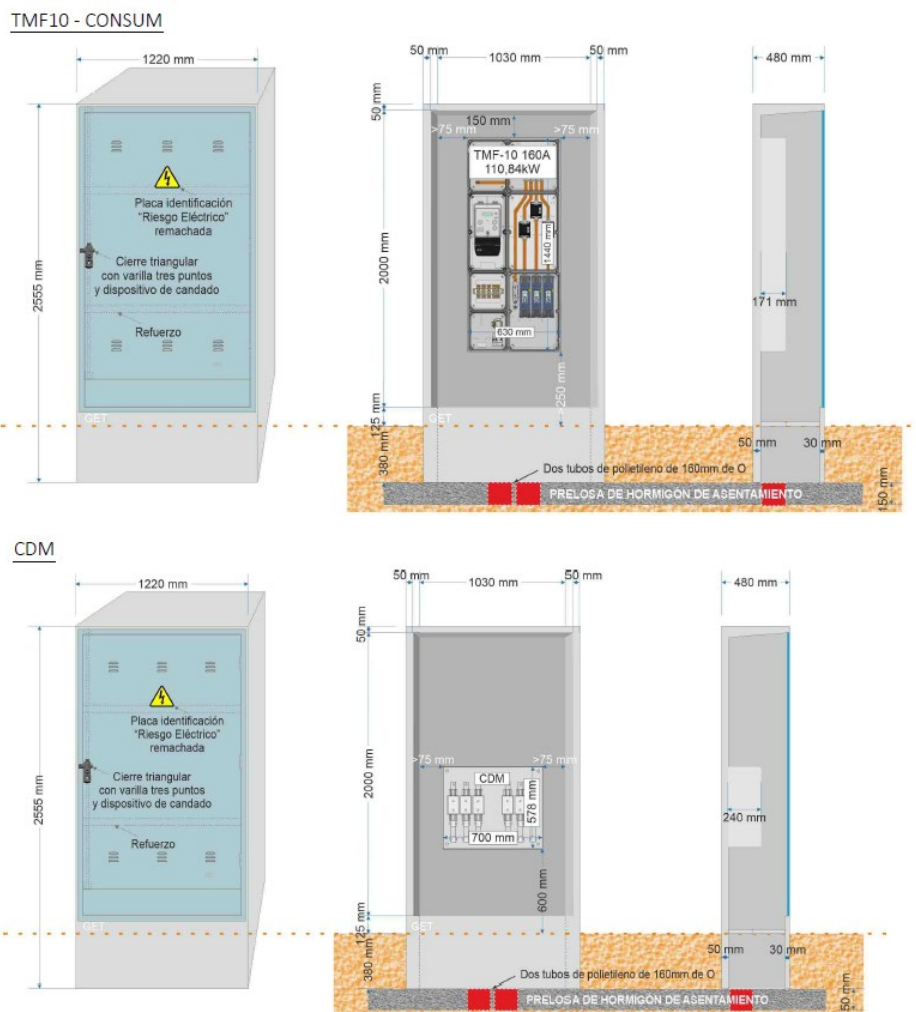 TMF10 - CONSUM
1220 mm
2555 mm
Placa identificación
"Riesgo Eléctrico"
remachada
Cierre triangular
con varilla tres puntos
y dispositivo de candado
Refuerzo
GET
50 mm
1030 mm
50 mm
50 mm
150 mm
>75 mm
>75 mm
TMF-10 160A
110,84kW
1440 mm
2000 mm
630 mm
>250 mm
125 mm
GET
380 mm
Dos tubos de polietileno de 160mm de O
PRELOSA DE HORMIGÓN DE ASENTAMIENTO
480 mm
171 mm
50 mm
30 mm
150 mm
CDM
1220 mm
2555 mm
Placa identificación
"Riesgo Eléctrico"
remachada
Cierre triangular
con varilla tres puntos
y dispositivo de candado
Refuerzo
GET
50 mm
1030 mm
50 mm
50 mm
2000 mm
>75 mm
>75 mm
CDM
578 mm
700 mm
600 mm
125 mm
GET
380 mm
Dos tubos de polietileno de 160mm de O
PRELOSA DE HORMIGÓN DE ASENTAMIENTO
480 mm
240 mm
50 mm
30 mm
50 mm